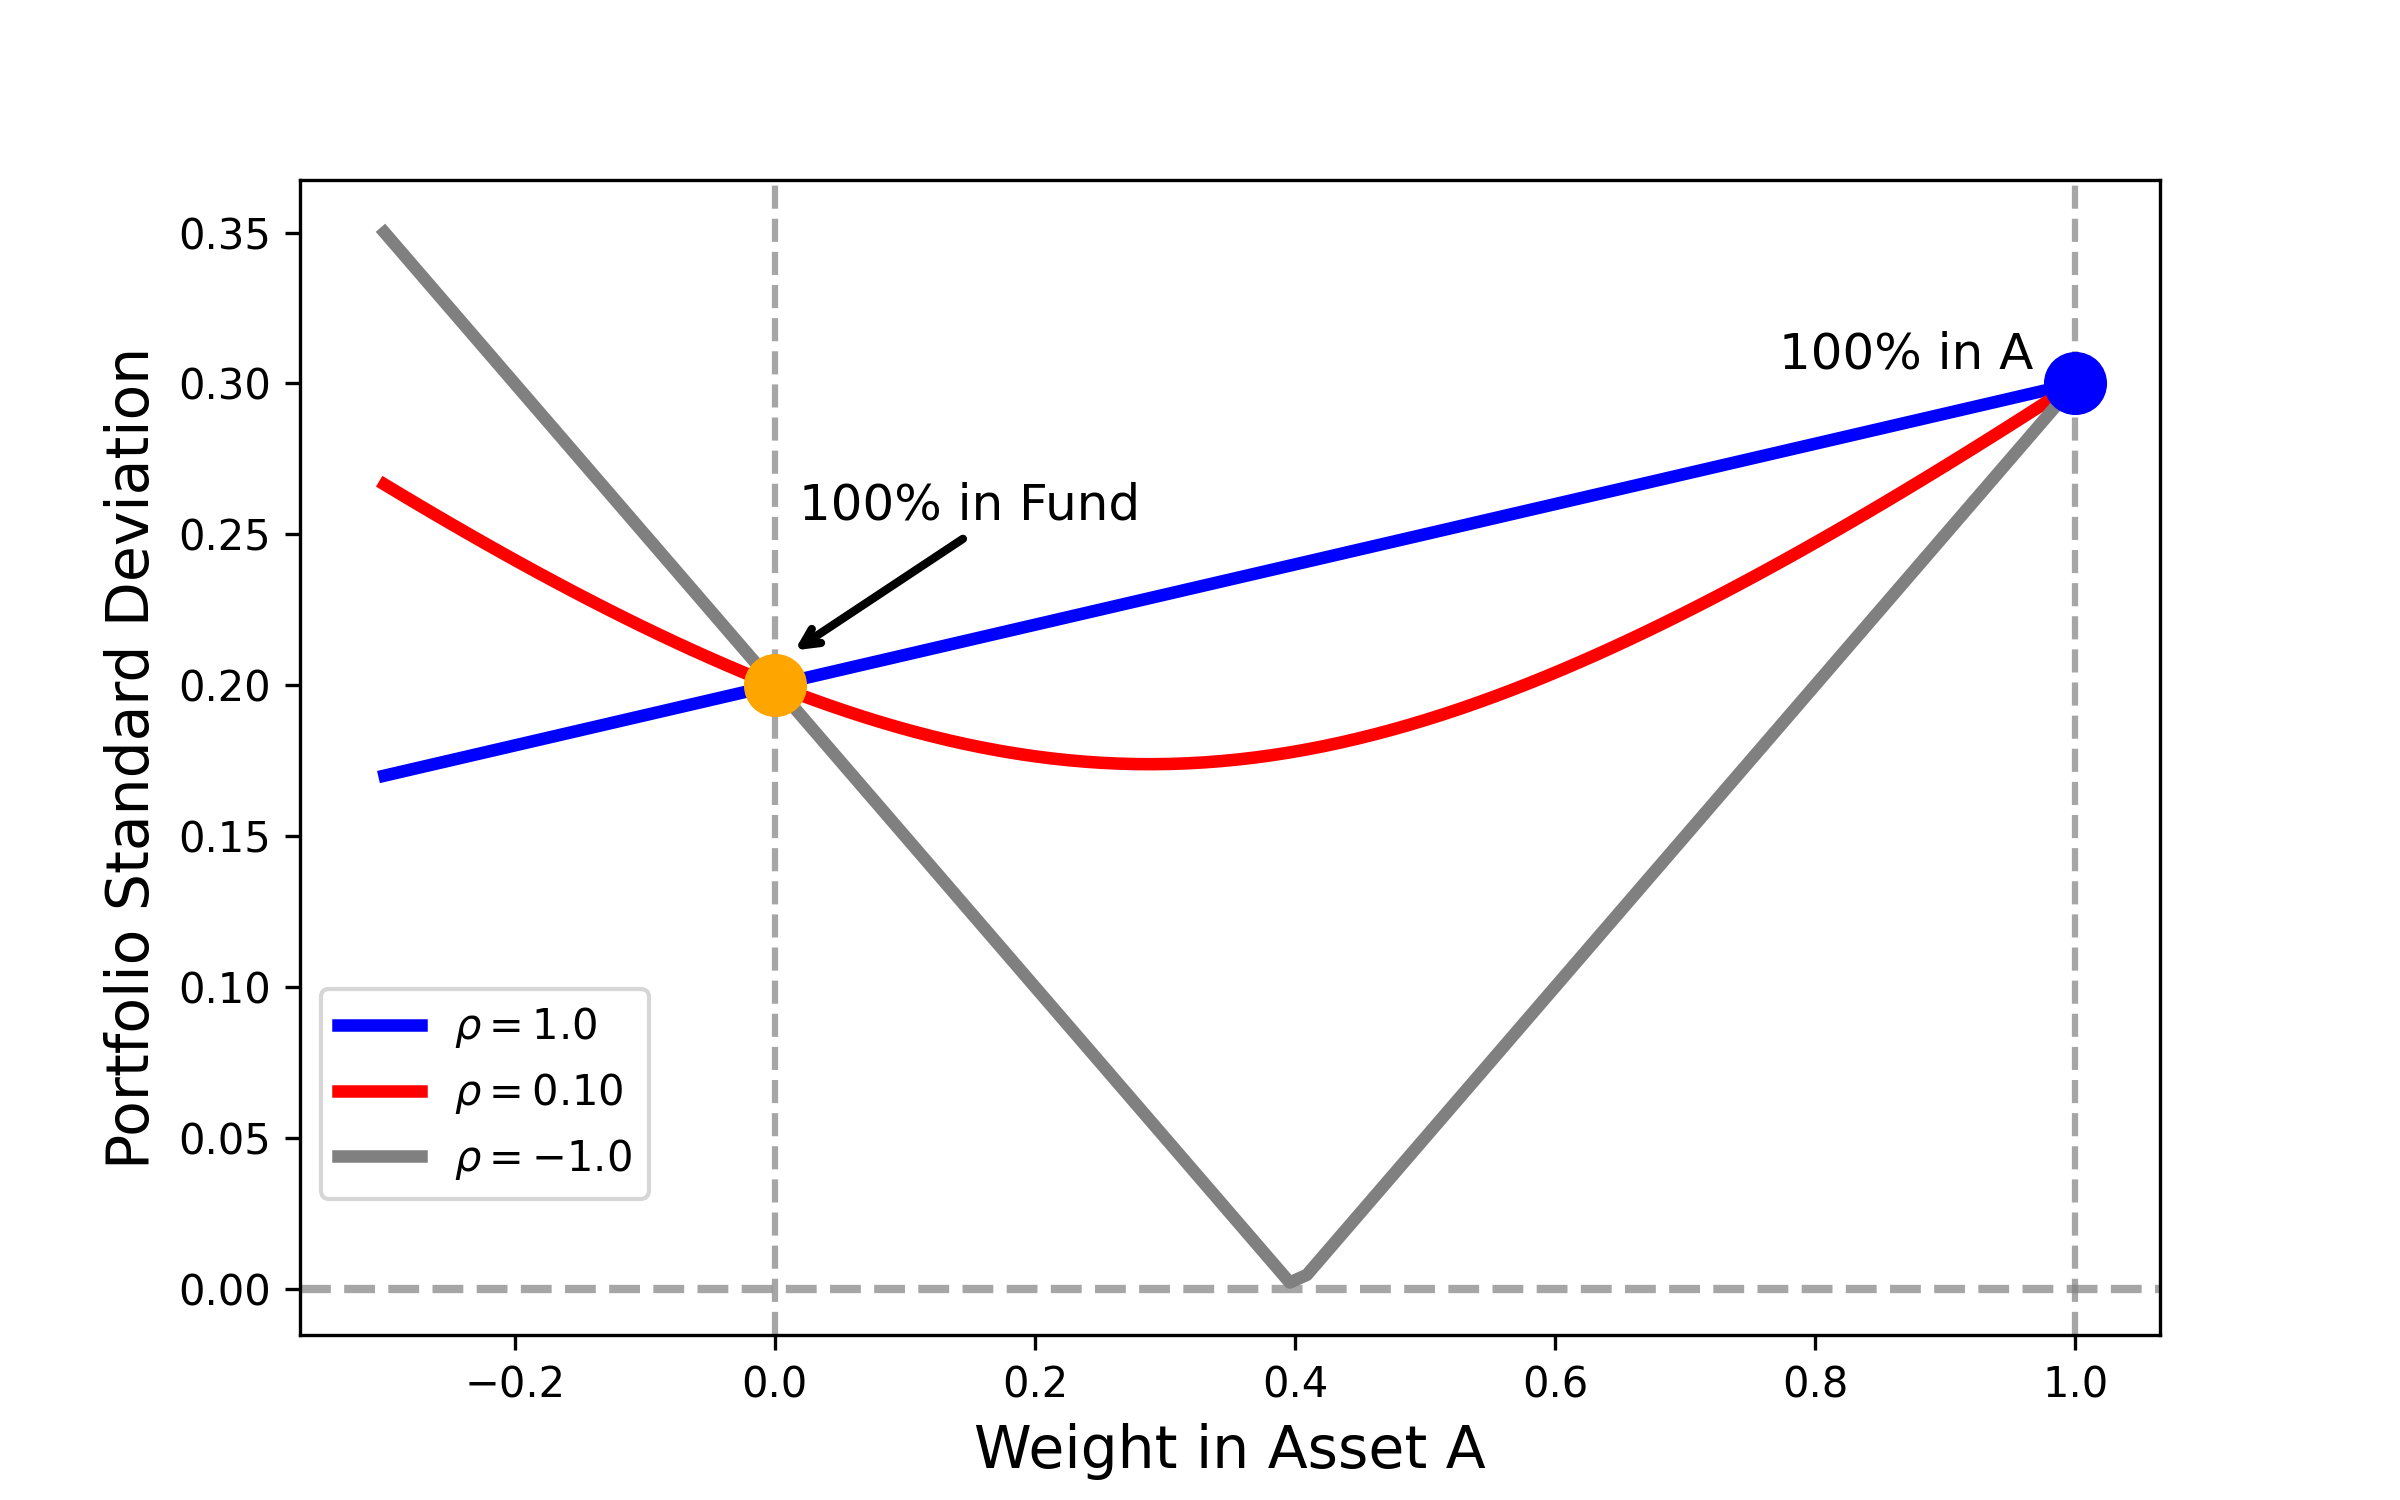 0.35
0.30
0.25
0.20
0.15
0.10
0.05
0.00
Portfolio Standard Deviation
100% in A
100% in Fund
ρ = 1.0
ρ = 0.10
ρ = −1.0
−0.2 0.0 0.2 0.4 0.6 0.8 1.0
Weight in Asset A